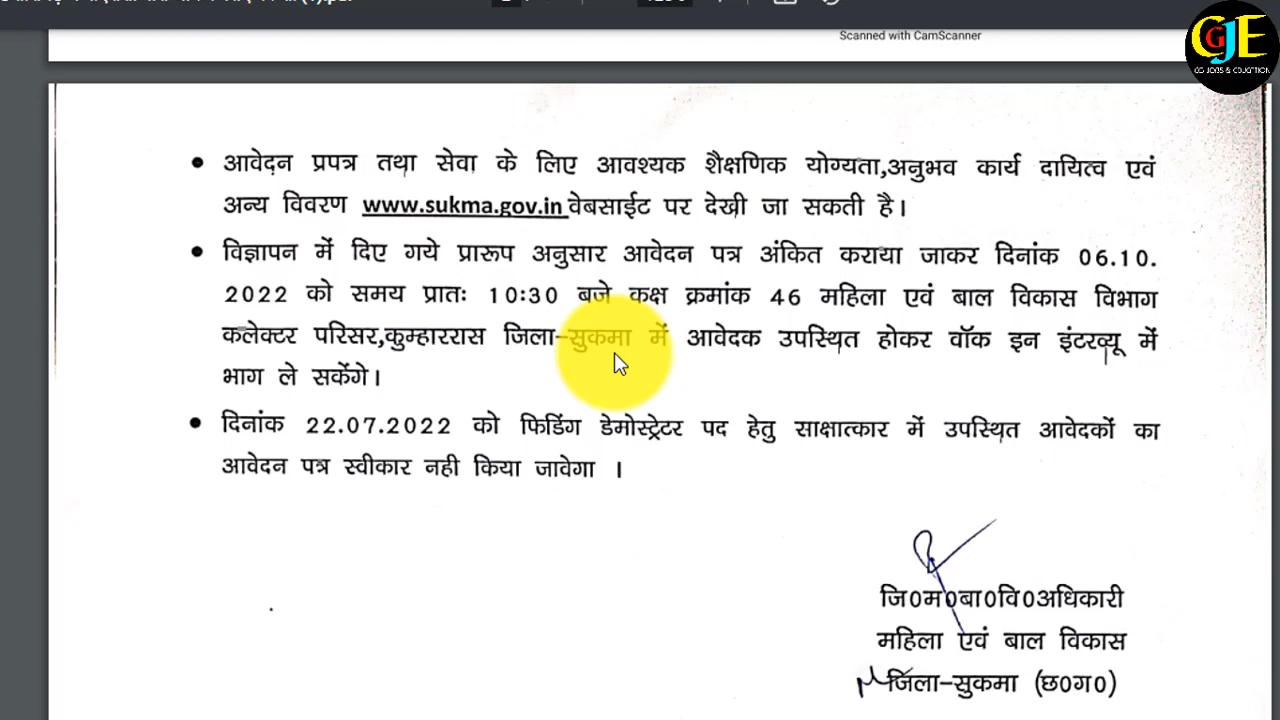 Scanned with CamScanner
CGJE
CG JOBS & EDUCATION
• आवेदन प्रपत्र तथा सेवा के लिए आवश्यक शैक्षणिक योग्यता,अनुभव कार्य दायित्व एवं
अन्य विवरण www.sukma.gov.in वेबसाईट पर देखी जा सकती है।
• विज्ञापन में दिए गये प्रारूप अनुसार आवेदन पत्र अंकित कराया जाकर दिनांक 06.10.
2022 को समय प्रातः 10:30 बजे कक्ष क्रमांक 46 महिला एवं बाल विकास विभाग
कलेक्टर परिसर,कुम्हाररास जिला-सुकमा में आवेदक उपस्थित होकर वॉक इन इंटरव्यू में
भाग ले सकेंगे।
• दिनांक 22.07.2022 को फिडिंग डेमोस्ट्रेटर पद हेतु साक्षात्कार में उपस्थित आवेदकों का
आवेदन पत्र स्वीकार नही किया जावेगा ।
जि0म0बा0वि0अधिकारी
महिला एवं बाल विकास
जिला-सुकमा (छ0ग0)